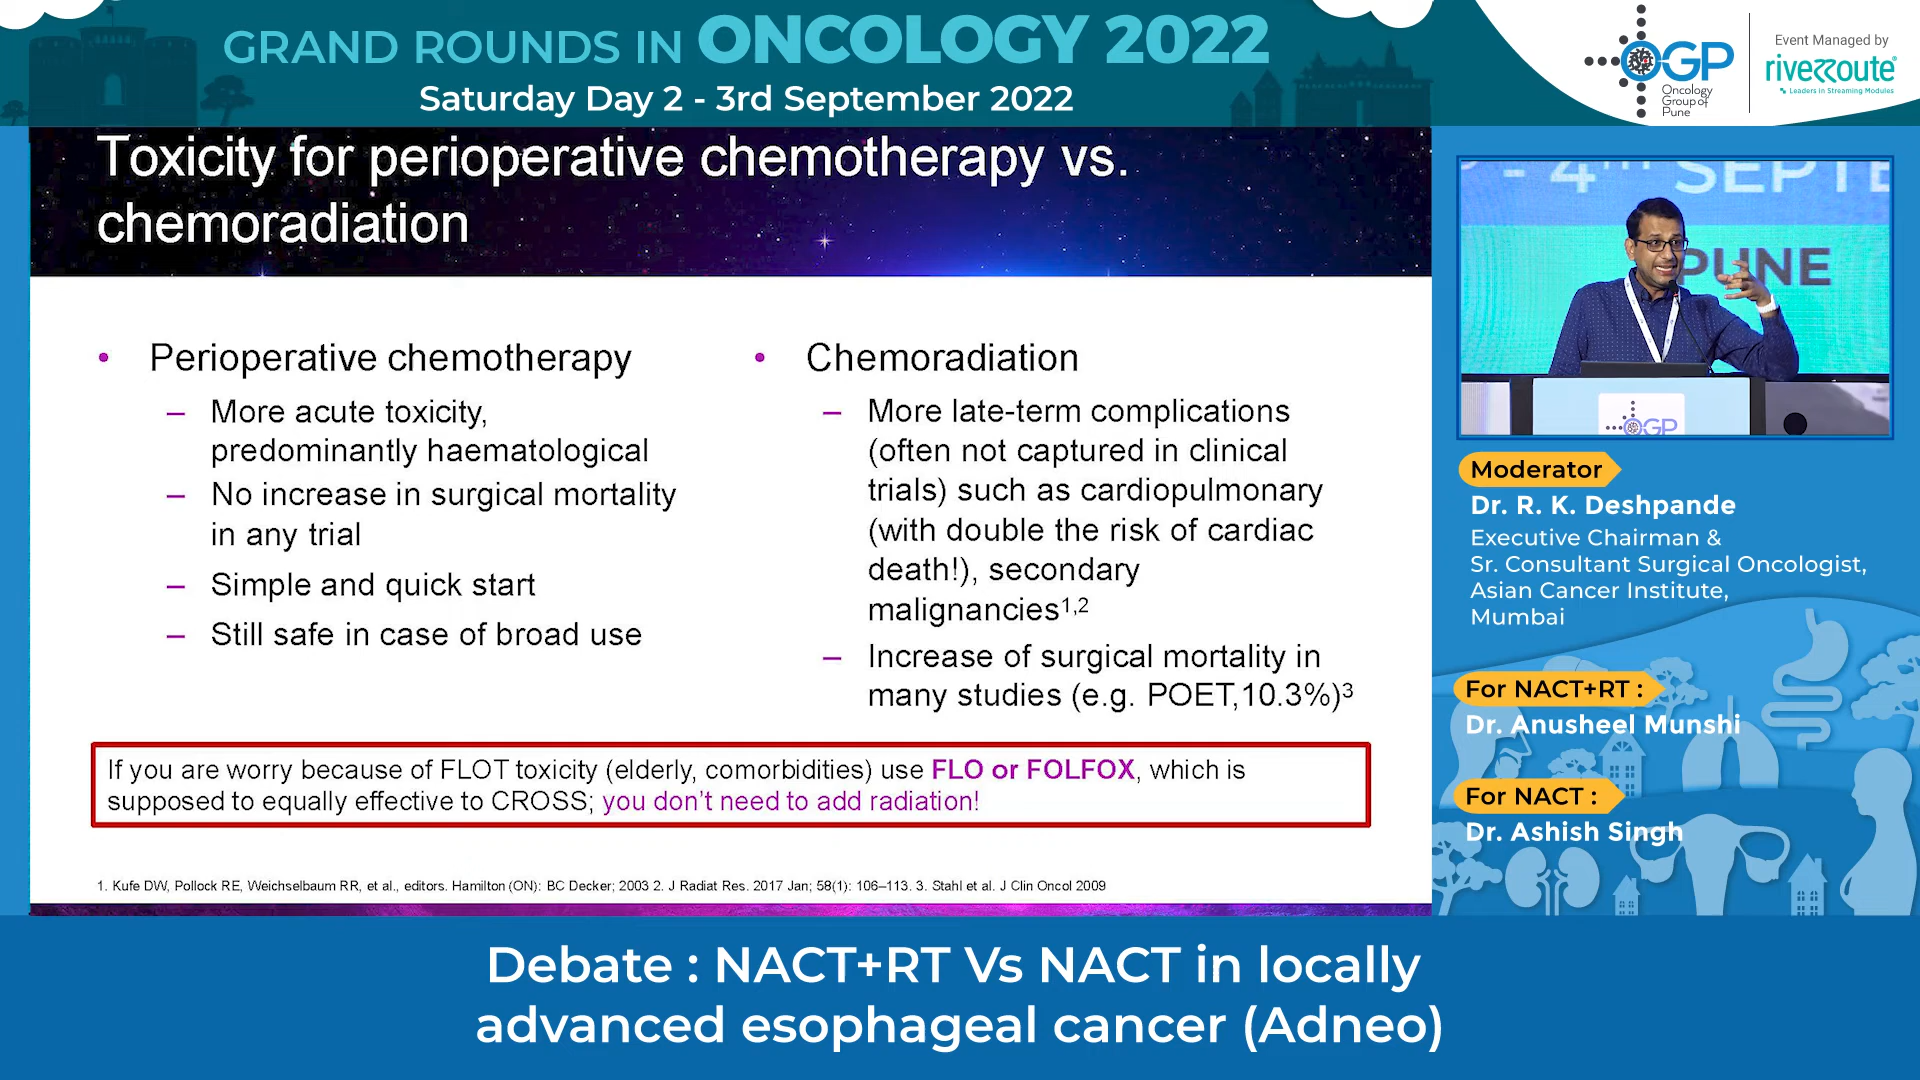 GRAND ROUNDS IN ONCOLOGY 2022
Saturday Day 2 - 3rd September 2022
OGP
Oncology
Group of
Pune
Event Managed by
riveRroute
Leaders in Streaming Modules
Toxicity for perioperative chemotherapy vs.
chemoradiation
• Perioperative chemotherapy
– More acute toxicity,
predominantly haematological
– No increase in surgical mortality
in any trial
– Simple and quick start
– Still safe in case of broad use
• Chemoradiation
– More late-term complications
(often not captured in clinical
trials) such as cardiopulmonary
(with double the risk of cardiac
death!), secondary
malignancies1,2
– Increase of surgical mortality in
many studies (e.g. POET,10.3%)3
If you are worry because of FLOT toxicity (elderly, comorbidities) use FLO or FOLFOX, which is
supposed to equally effective to CROSS; you don't need to add radiation!
1. Kufe DW, Pollock RE, Weichselbaum RR, et al., editors. Hamilton (ON): BC Decker; 2003 2. J Radiat Res. 2017 Jan; 58(1): 106–113. 3. Stahl et al. J Clin Oncol 2009
- 4th SEPTE
PUNE
OGP
Moderator
Dr. R. K. Deshpande
Executive Chairman &
Sr. Consultant Surgical Oncologist,
Asian Cancer Institute,
Mumbai
For NACT+RT :
Dr. Anusheel Munshi
For NACT :
Dr. Ashish Singh
Debate : NACT+RT Vs NACT in locally
advanced esophageal cancer (Adneo)